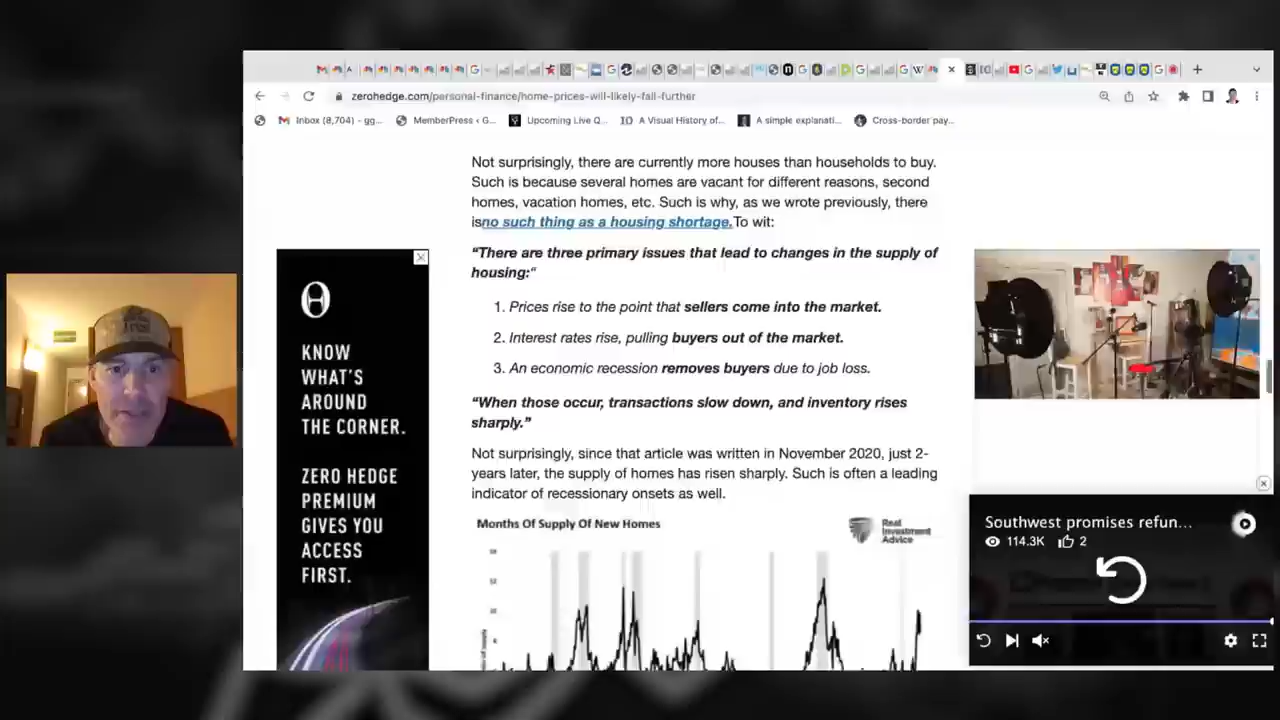 zerohedge.com/personal-finance/home-prices-will-likely-fall-further
Inbox (8,704) - gg...
MemberPress ‹ G...
Upcoming Live Q...
A Visual History of...
A simple explanati...
Cross-border pay...
Not surprisingly, there are currently more houses than households to buy.
Such is because several homes are vacant for different reasons, second
homes, vacation homes, etc. Such is why, as we wrote previously, there
isno such thing as a housing shortage.To wit:
“There are three primary issues that lead to changes in the supply of
housing:“
1. Prices rise to the point that sellers come into the market.
2. Interest rates rise, pulling buyers out of the market.
3. An economic recession removes buyers due to job loss.
“When those occur, transactions slow down, and inventory rises
sharply.”
Not surprisingly, since that article was written in November 2020, just 2-
years later, the supply of homes has risen sharply. Such is often a leading
indicator of recessionary onsets as well.
Months Of Supply Of New Homes
Real
Investment
Advice
KNOW
WHAT'S
AROUND
THE CORNER.
ZERO HEDGE
PREMIUM
GIVES YOU
ACCESS
FIRST.
Southwest promises refun...
114.3K 2